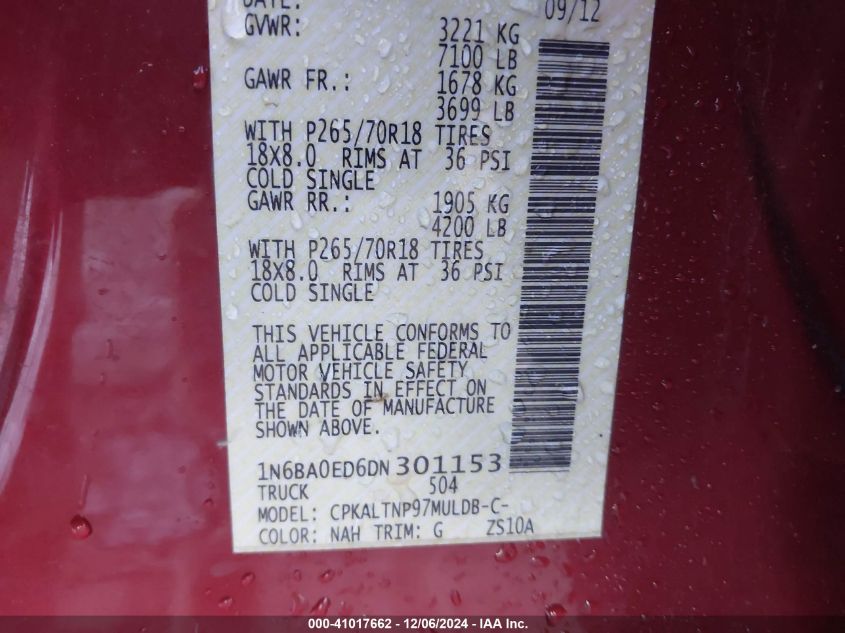 DATE: 09/12
GVWR: 3221 KG
7100 LB
GAWR FR.: 1678 KG
3699 LB
WITH P265/70R18 TIRES
18X8.0 RIMS AT 36 PSI
COLD SINGLE
GAWR RR.: 1905 KG
4200 LB
WITH P265/70R18 TIRES
18X8.0 RIMS AT 36 PSI
COLD SINGLE
THIS VEHICLE CONFORMS TO
ALL APPLICABLE FEDERAL
MOTOR VEHICLE SAFETY
STANDARDS IN EFFECT ON
THE DATE OF MANUFACTURE
SHOWN ABOVE.
1N6BA0ED6DN301153
TRUCK 504
MODEL: CPKALTNP97MULDB-C-
COLOR: NAH TRIM: G ZS10A
000-41017662 - 12/06/2024 - IAA Inc.